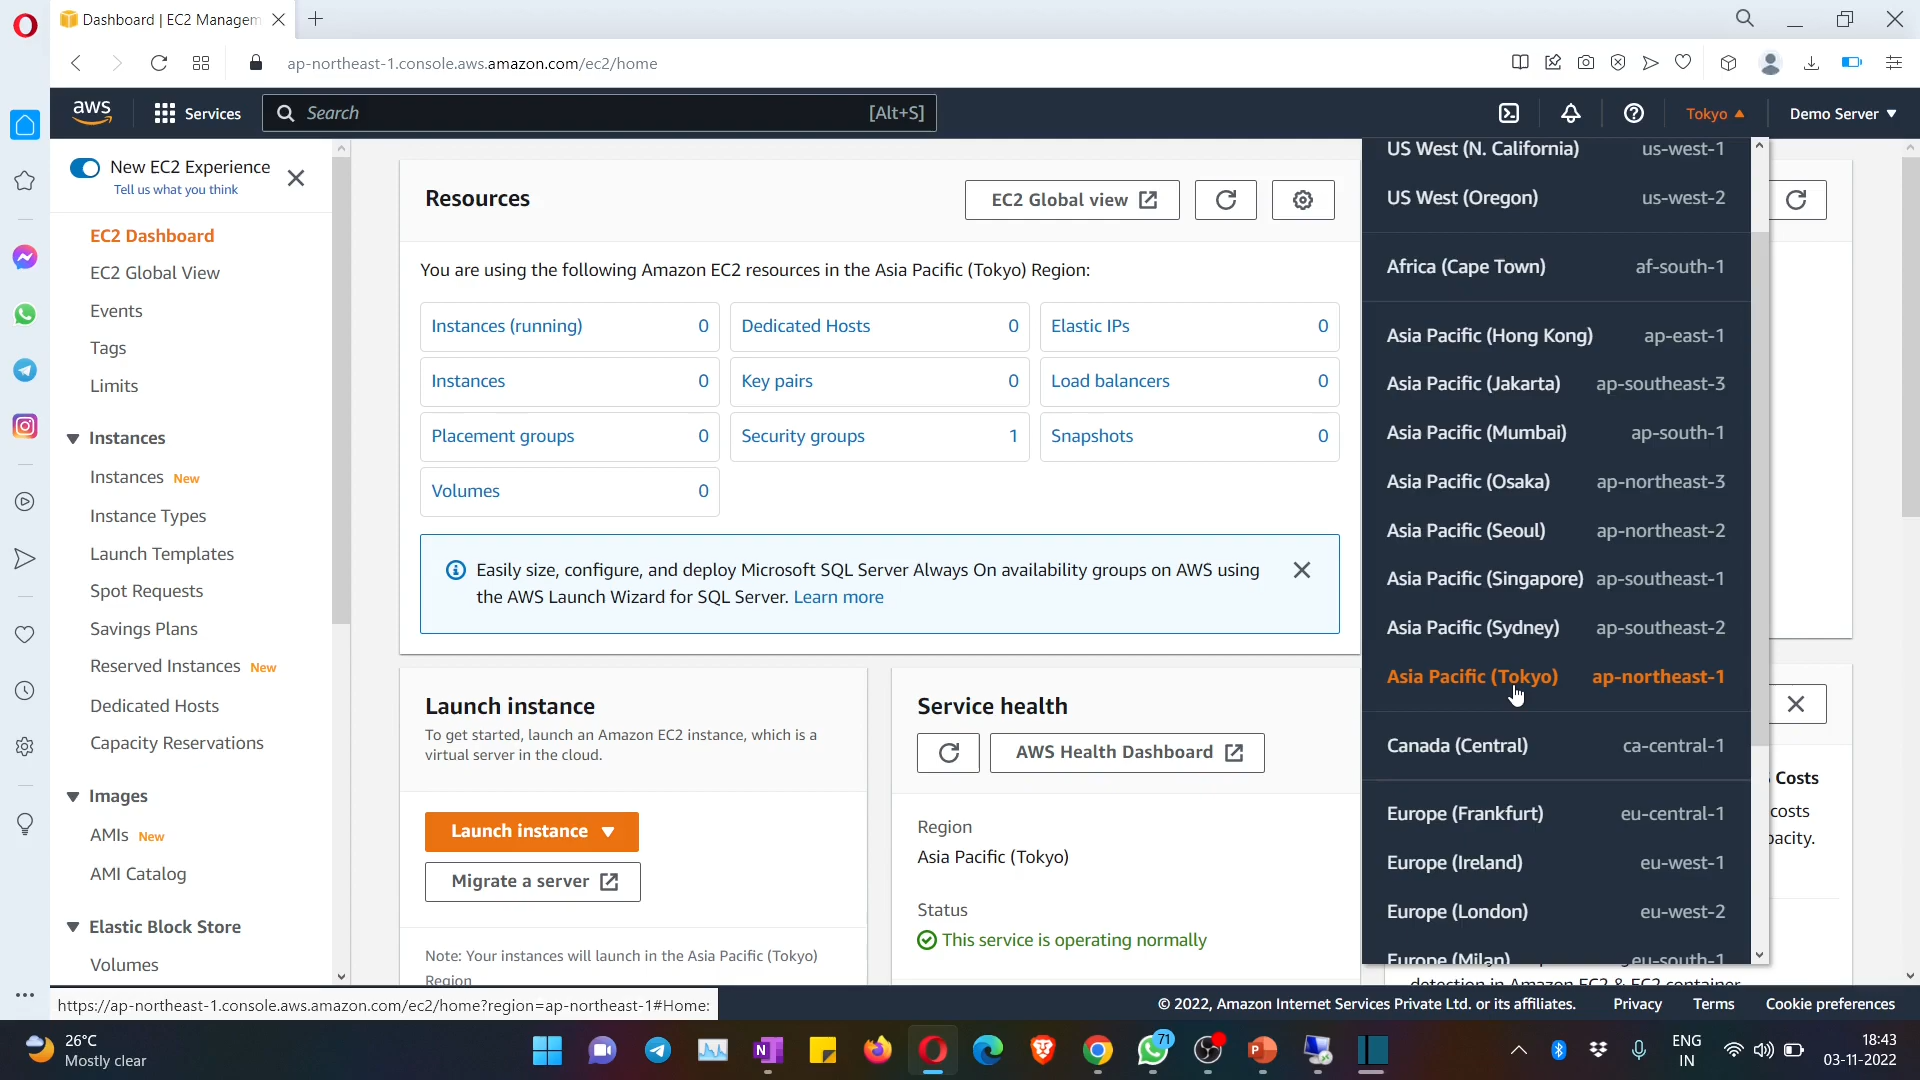 Dashboard | EC2 Managem
ap-northeast-1.console.aws.amazon.com/ec2/home
aws
Services
Search
[Alt+S]
Tokyo
Demo Server
New EC2 Experience
Tell us what you think
EC2 Dashboard
EC2 Global View
Events
Tags
Limits
Instances
Instances New
Instance Types
Launch Templates
Spot Requests
Savings Plans
Reserved Instances New
Dedicated Hosts
Capacity Reservations
Images
AMIs New
AMI Catalog
Elastic Block Store
Volumes
Resources
EC2 Global view
You are using the following Amazon EC2 resources in the Asia Pacific (Tokyo) Region:
Instances (running) 0
Dedicated Hosts 0
Elastic IPs 0
Instances 0
Key pairs 0
Load balancers 0
Placement groups 0
Security groups 1
Snapshots 0
Volumes 0
Easily size, configure, and deploy Microsoft SQL Server Always On availability groups on AWS using
the AWS Launch Wizard for SQL Server. Learn more
Launch instance
To get started, launch an Amazon EC2 instance, which is a
virtual server in the cloud.
Launch instance
Migrate a server
Note: Your instances will launch in the Asia Pacific (Tokyo)
Region
Service health
AWS Health Dashboard
Region
Asia Pacific (Tokyo)
Status
This service is operating normally
US West (N. California) us-west-1
US West (Oregon) us-west-2
Africa (Cape Town) af-south-1
Asia Pacific (Hong Kong) ap-east-1
Asia Pacific (Jakarta) ap-southeast-3
Asia Pacific (Mumbai) ap-south-1
Asia Pacific (Osaka) ap-northeast-3
Asia Pacific (Seoul) ap-northeast-2
Asia Pacific (Singapore) ap-southeast-1
Asia Pacific (Sydney) ap-southeast-2
Asia Pacific (Tokyo) ap-northeast-1
Canada (Central) ca-central-1
Europe (Frankfurt) eu-central-1
Europe (Ireland) eu-west-1
Europe (London) eu-west-2
Europe (Milan) eu-south-1
Costs
costs
pacity.
detection in Amazon EC2 & EC2 container
https://ap-northeast-1.console.aws.amazon.com/ec2/home?region=ap-northeast-1#Home:
© 2022, Amazon Internet Services Private Ltd. or its affiliates.
Privacy
Terms
Cookie preferences
26°C
Mostly clear
71
ENG
IN
18:43
03-11-2022